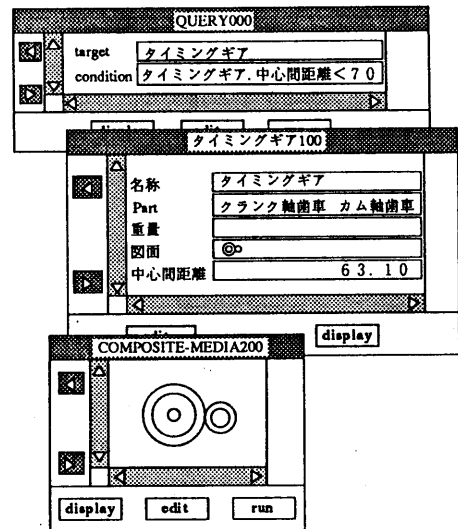 QUERY000
target タイミングギア
condition タイミングギア.中心間距離<70
タイミングギア100
名称 タイミングギア
Part クランク軸歯車 カム軸歯車
重量
図面
中心間距離 63.10
display
COMPOSITE-MEDIA200
display edit run